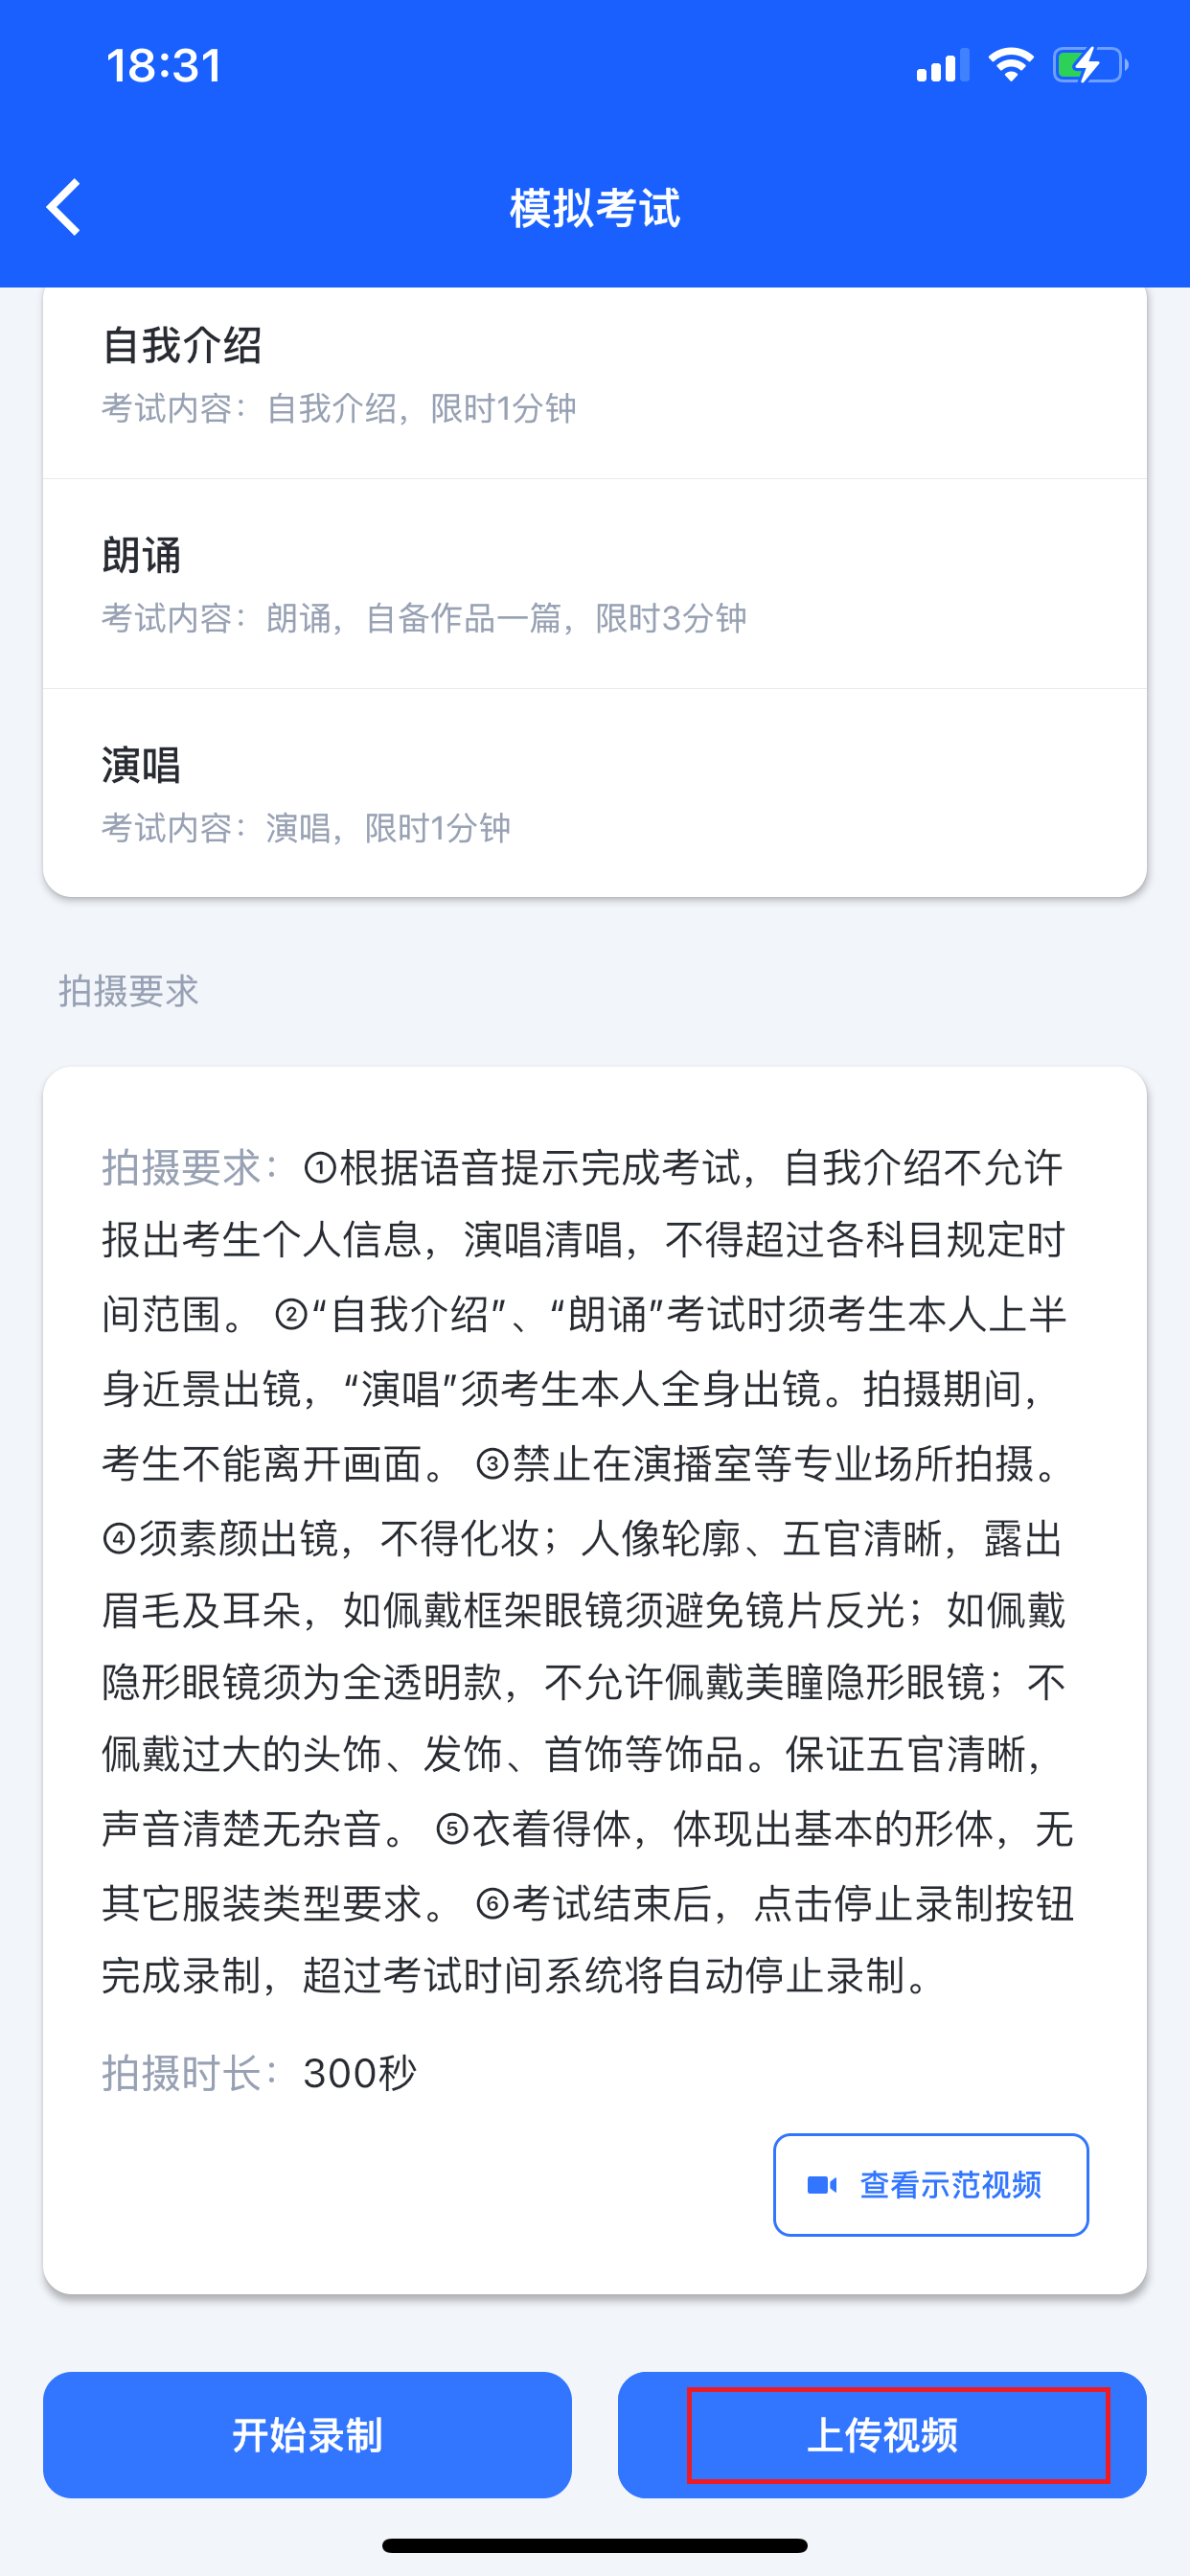 18:31
模拟考试
自我介绍
考试内容：自我介绍，限时1分钟
朗诵
考试内容：朗诵，自备作品一篇，限时3分钟
演唱
考试内容：演唱，限时1分钟
拍摄要求
拍摄要求：①根据语音提示完成考试，自我介绍不允许
报出考生个人信息，演唱清唱，不得超过各科目规定时
间范围。 ②“自我介绍”、“朗诵”考试时须考生本人上半
身近景出镜，“演唱”须考生本人全身出镜。拍摄期间，
考生不能离开画面。 ③禁止在演播室等专业场所拍摄。
④须素颜出镜，不得化妆；人像轮廓、五官清晰，露出
眉毛及耳朵，如佩戴框架眼镜须避免镜片反光；如佩戴
隐形眼镜须为全透明款，不允许佩戴美瞳隐形眼镜；不
佩戴过大的头饰、发饰、首饰等饰品。保证五官清晰，
声音清楚无杂音。 ⑤衣着得体，体现出基本的形体，无
其它服装类型要求。 ⑥考试结束后，点击停止录制按钮
完成录制，超过考试时间系统将自动停止录制。
拍摄时长：300秒
查看示范视频
开始录制
上传视频